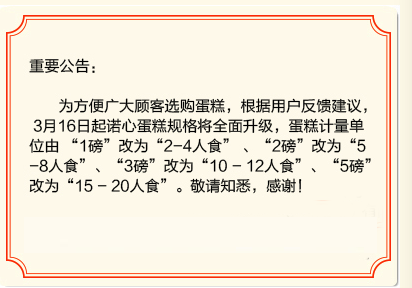 重要公告：
为方便广大顾客选购蛋糕，根据用户反馈建议，
3月16日起诺心蛋糕规格将全面升级，蛋糕计量单
位由 “1磅”改为“2-4人食” 、“2磅”改为“5
-8人食”、“3磅”改为“10 - 12人食”、“5磅”
改为“15 - 20人食”。敬请知悉，感谢！